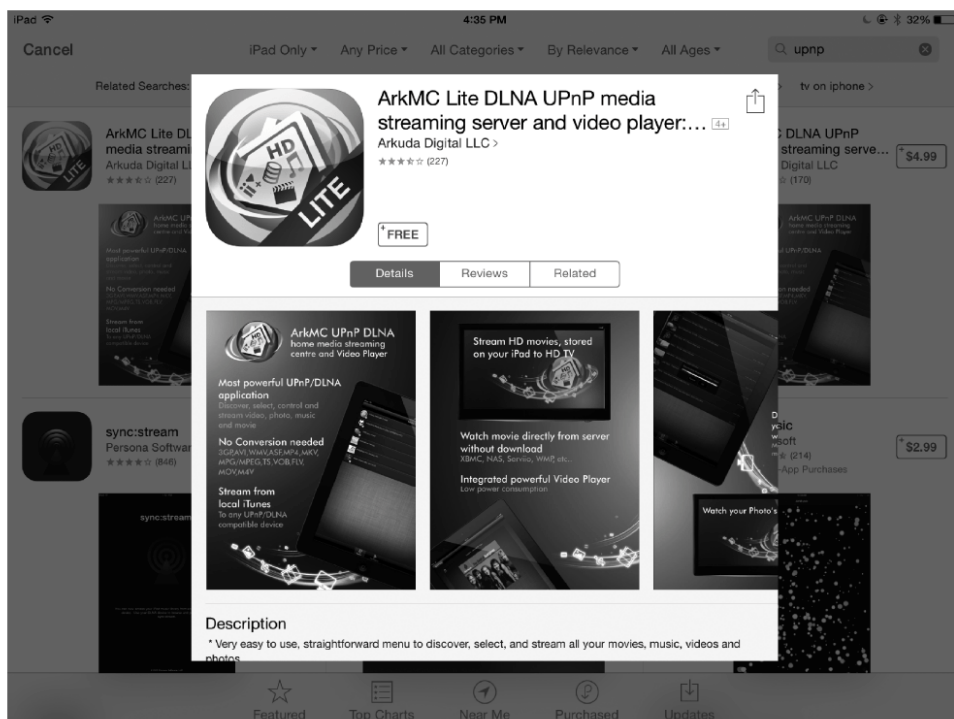 iPad
4:35 PM
32%
Cancel
iPad Only
Any Price
All Categories
By Relevance
All Ages
upnp
Related Searches:
tv on iphone >
ArkMC Lite DL
media streami
Arkuda Digital LL
(227)
ArkMC Lite DLNA UPnP media
streaming server and video player:... 4+
Arkuda Digital LLC >
(227)
+FREE
HD
LITE
C DLNA UPnP
streaming serve...
Digital LLC
(170)
+$4.99
Details
Reviews
Related
ArkMC UPnP DLNA
home media streaming
centre and Video Player
Most powerful UPnP/DLNA
application
Discover, select, control and
stream video, photo, music
and movie
No Conversion needed
3GP,AVI,WMV,ASF,MP4,MKV,
MPG/MPEG,TS,VOB,FLV,
MOV,M4V
Stream from
local iTunes
To any UPnP/DLNA
compatible device
Stream HD movies, stored
on your iPad to HD TV
Watch movie directly from server
without download
XBMC, NAS, Serviio, WMP, etc..
Integrated powerful Video Player
Low power consumption
Watch your Photo's
sync:stream
Persona Softwar
(846)
sync:stream
sic
soft
(214)
-App Purchases
+$2.99
Description
* Very easy to use, straightforward menu to discover, select, and stream all your movies, music, videos and
photos
Featured
Top Charts
Near Me
Purchased
Updates